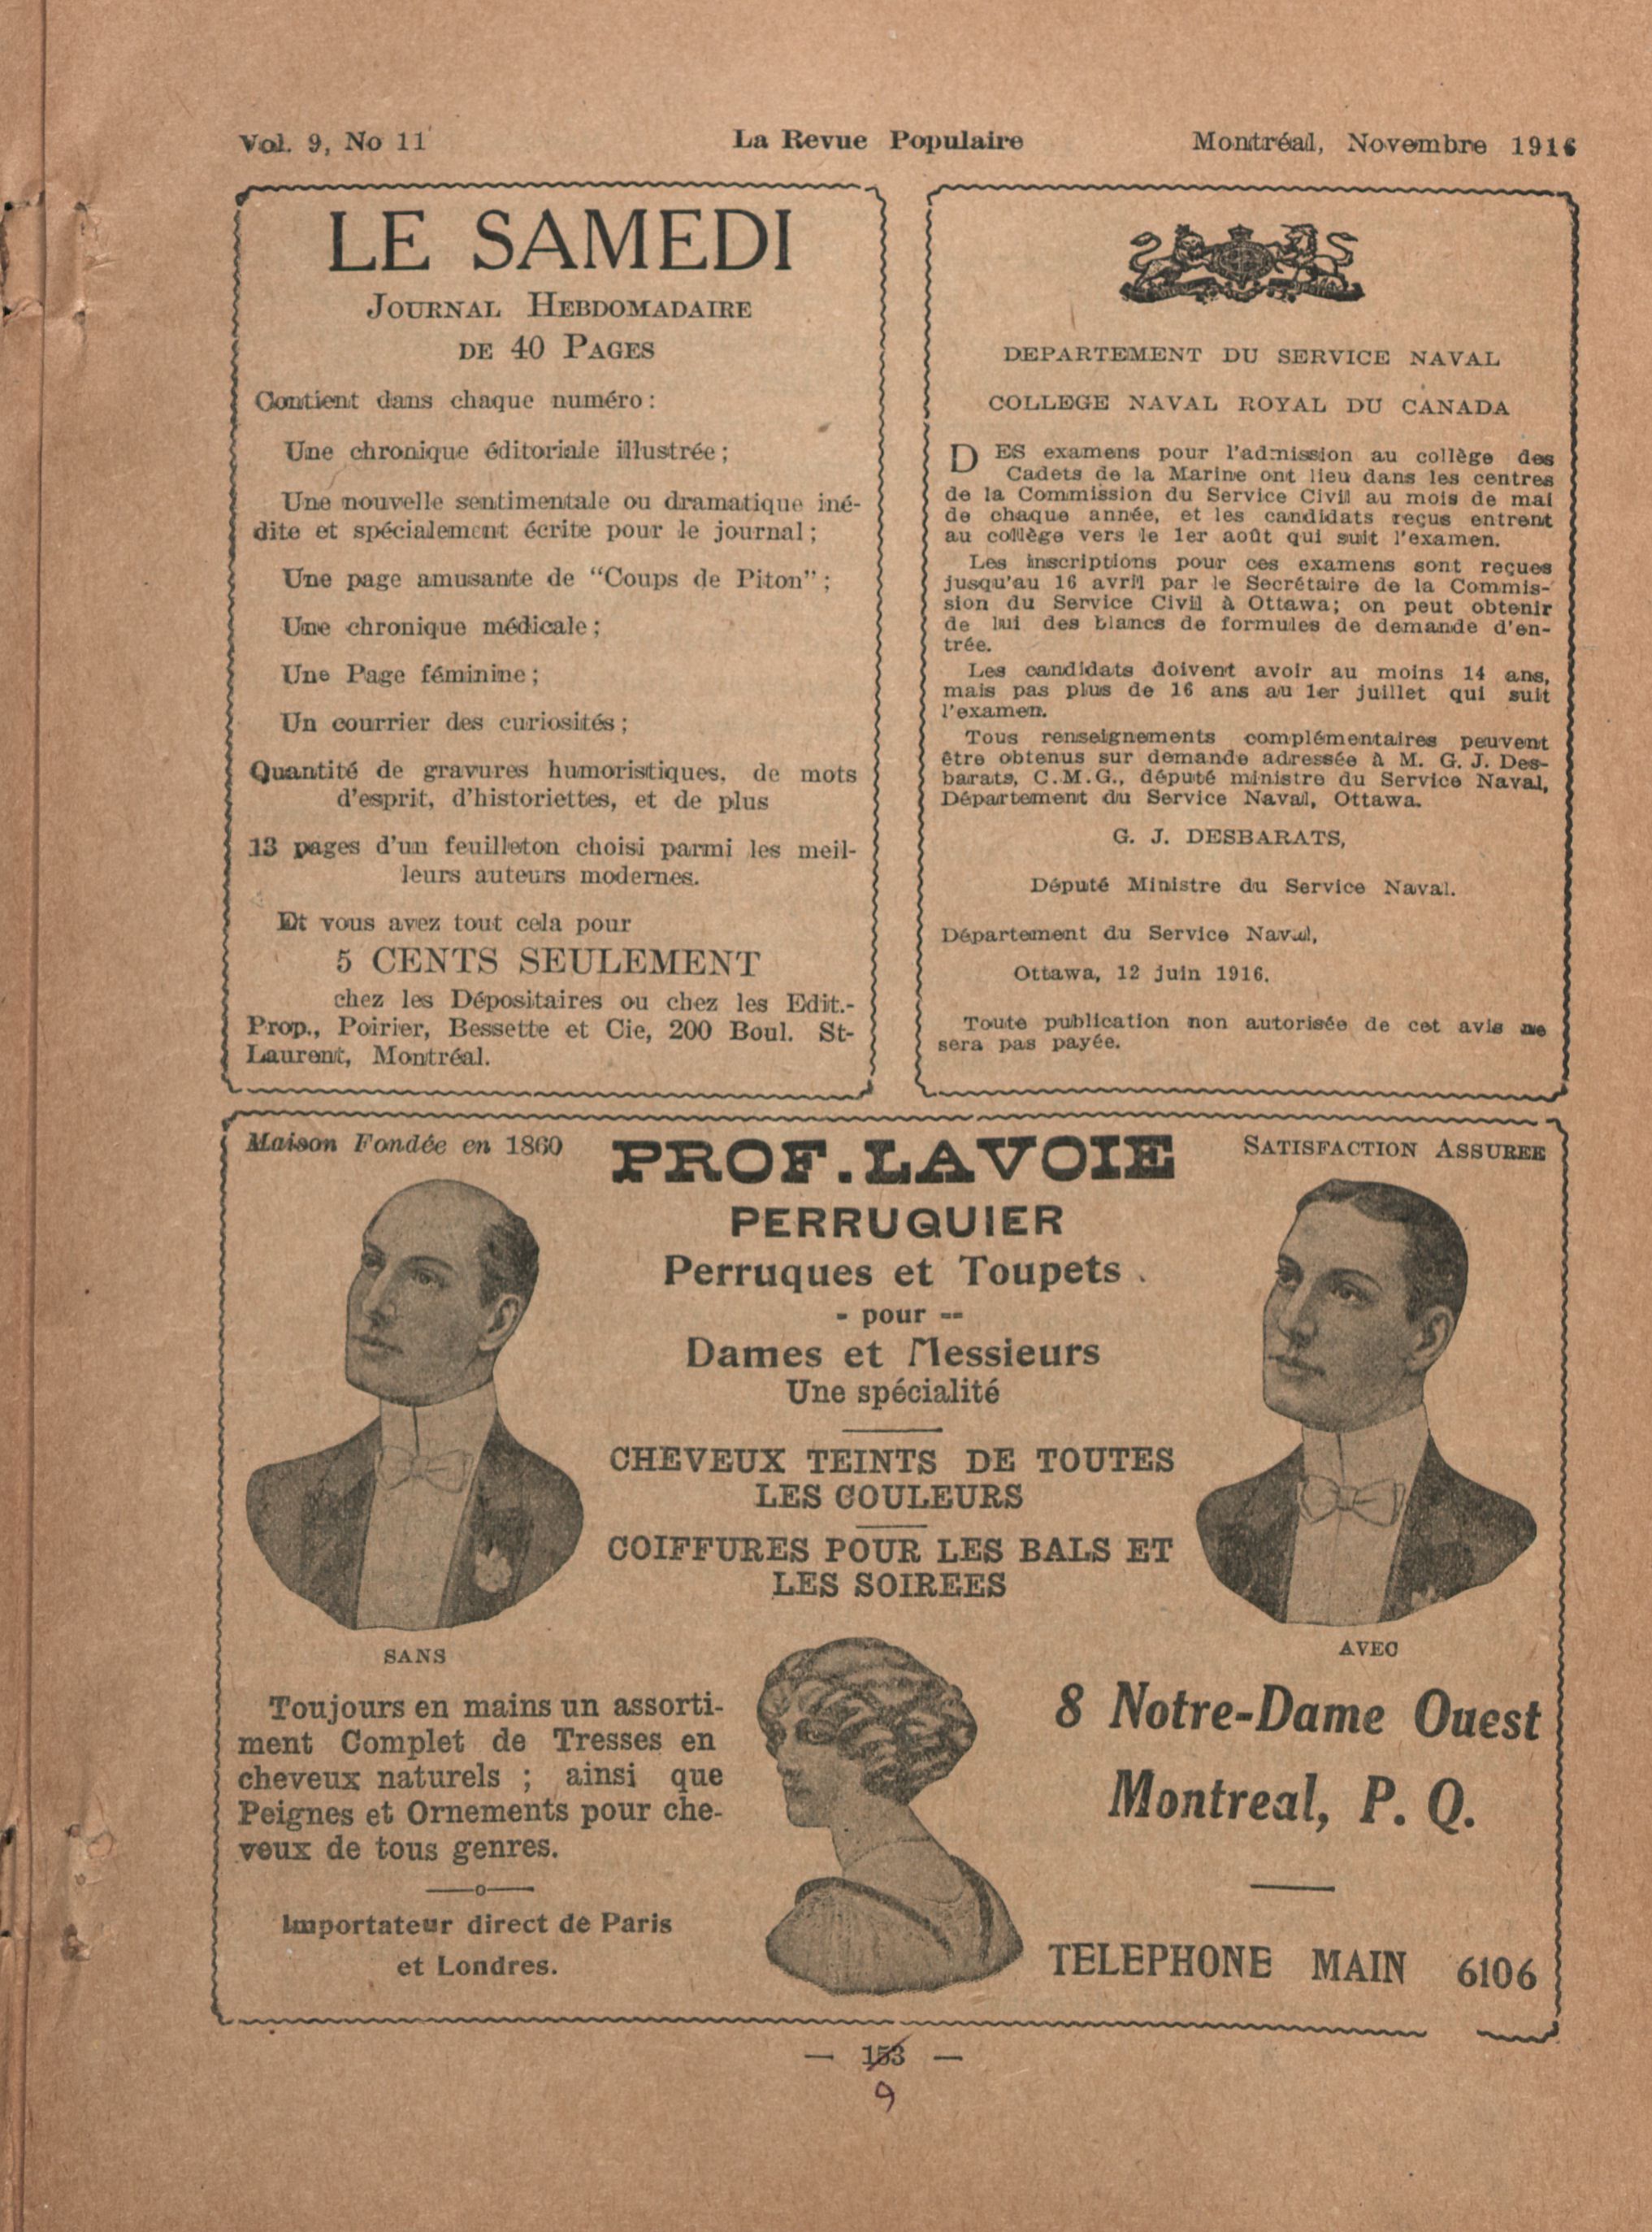 Vol. 9, No 11
La Revue Populaire
Montréal, Novembre 1916
LE SAMEDI
JOURNAL HEBDOMADAIRE
DE 40 PAGES
Contient dans chaque numéro:
Une chronique éditoriale illustrée;
Une nouvelle sentimentale ou dramatique iné-
dite et spécialement écrite pour le journal;
Une page amusante de "Coups de Piton";
Une chronique médicale;
Une Page féminine;
Un courrier des curiosités;
Quantité de gravures humoristiques, de mots
d'esprit, d'historiettes, et de plus
13 pages d'un feuilleton choisi parmi les meil-
leurs auteurs modernes.
Et vous avez tout cela pour
5 CENTS SEULEMENT
chez les Dépositaires ou chez les Edit.-
Prop., Poirier, Bessette et Cie, 200 Boul. St-
Laurent, Montréal.
DEPARTEMENT DU SERVICE NAVAL
COLLEGE NAVAL ROYAL DU CANADA
DES examens pour l'admission au collège des
Cadets de la Marine ont lieu dans les centres
de la Commission du Service Civil au mois de mai
de chaque année, et les candidats reçus entrent
au collège vers le 1er août qui suit l'examen.
Les inscriptions pour ces examens sont reçues
jusqu'au 16 avril par le Secrétaire de la Commis-
sion du Service Civil à Ottawa; on peut obtenir
de lui des blancs de formules de demande d'en-
trée.
Les candidats doivent avoir au moins 14 ans,
mais pas plus de 16 ans au 1er juillet qui suit
l'examen.
Tous renseignements complémentaires peuvent
être obtenus sur demande adressée à M. G. J. Des-
barats, C.M.G., député ministre du Service Naval,
Département du Service Naval, Ottawa.
G. J. DESBARATS,
Député Ministre du Service Naval.
Département du Service Naval,
Ottawa, 12 juin 1916.
Toute publication non autorisée de cet avis ne
sera pas payée.
Maison Fondée en 1860
PROF. LAVOIE
SATISFACTION ASSUREE
PERRUQUIER
Perruques et Toupets.
- pour --
Dames et Messieurs
Une spécialité
CHEVEUX TEINTS DE TOUTES
LES COULEURS
COIFFURES POUR LES BALS ET
LES SOIREES
SANS
AVEC
Toujours en mains un assorti-
ment Complet de Tresses en
cheveux naturels ; ainsi que
Peignes et Ornements pour che-
veux de tous genres.
Importateur direct de Paris
et Londres.
8 Notre-Dame Ouest
Montreal, P. Q.
TELEPHONE MAIN 6106
— 153 —
9